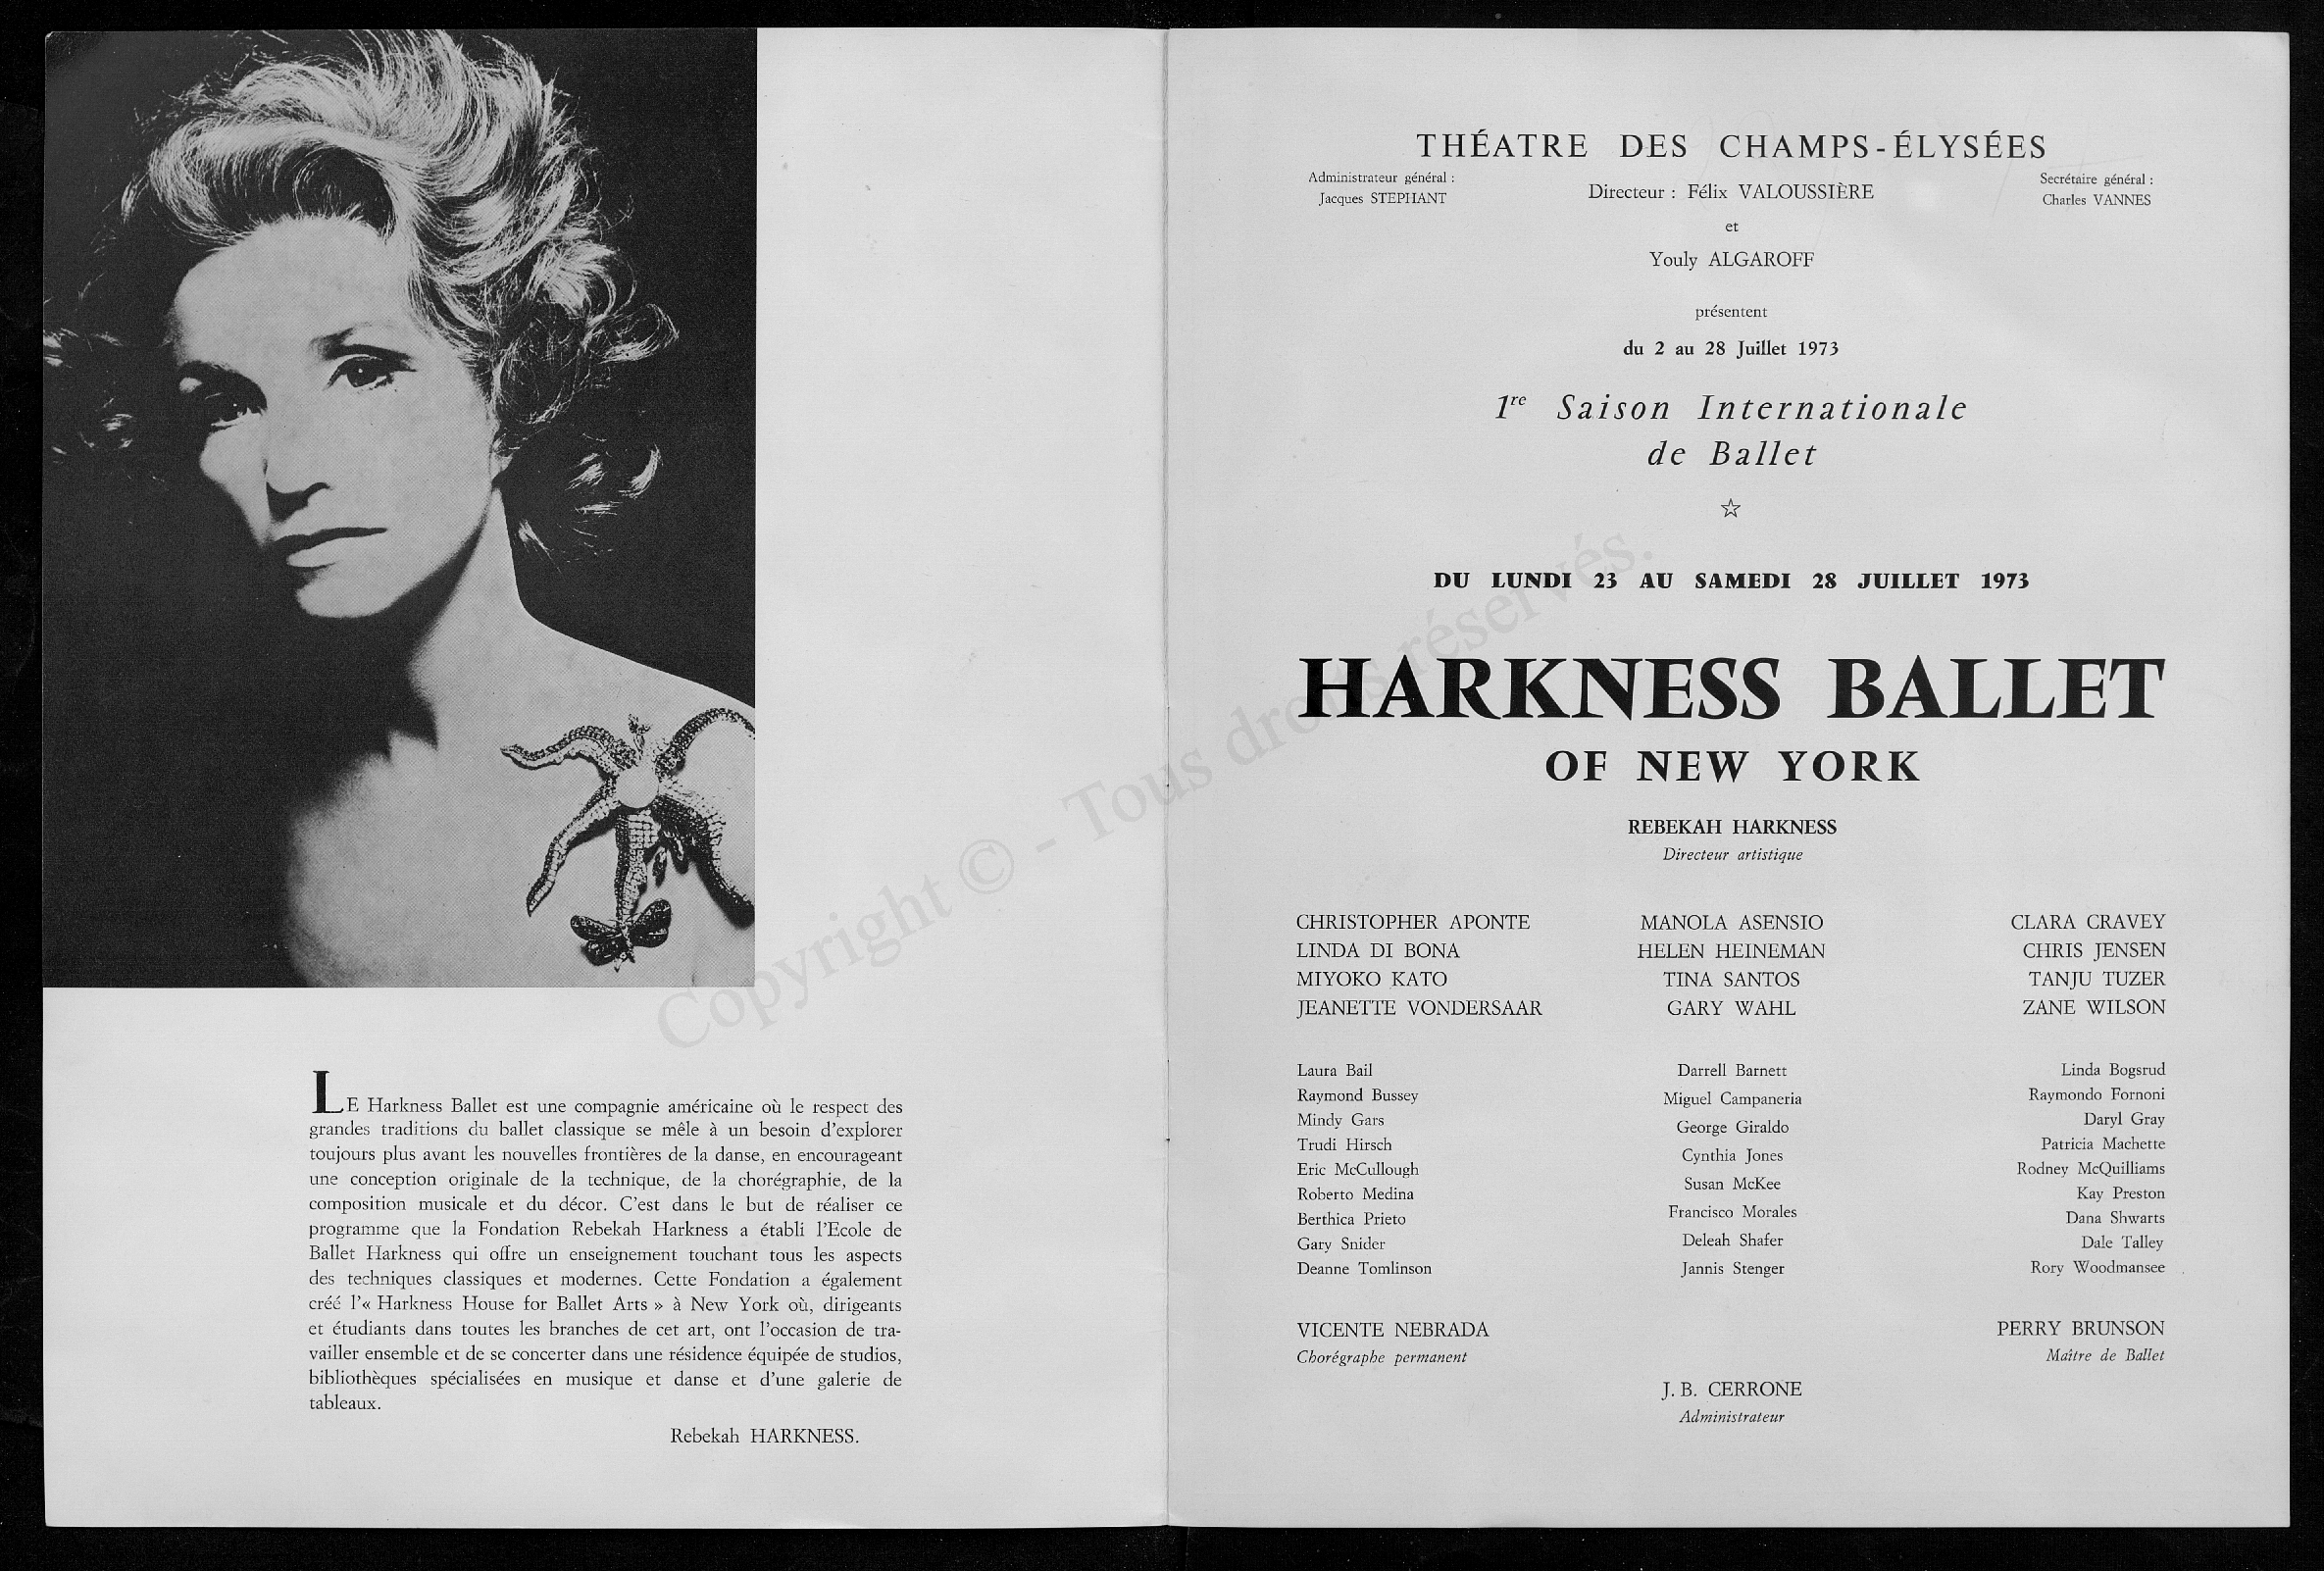 LE Harkness Ballet est une compagnie américaine où le respect des
grandes traditions du ballet classique se mêle à un besoin d'explorer
toujours plus avant les nouvelles frontières de la danse, en encourageant
une conception originale de la technique, de la chorégraphie, de la
composition musicale et du décor. C'est dans le but de réaliser ce
programme que la Fondation Rebekah Harkness a établi l'Ecole de
Ballet Harkness qui offre un enseignement touchant tous les aspects
des techniques classiques et modernes. Cette Fondation a également
créé l'« Harkness House for Ballet Arts » à New York où, dirigeants
et étudiants dans toutes les branches de cet art, ont l'occasion de tra-
vailler ensemble et de se concerter dans une résidence équipée de studios,
bibliothèques spécialisées en musique et danse et d'une galerie de
tableaux.
Rebekah HARKNESS.
THÉATRE DES CHAMPS-ÉLYSÉES
Administrateur général :
Jacques STEPHANT
Directeur : Félix VALOUSSIÈRE
Secrétaire général :
Charles VANNES
et
Youly ALGAROFF
présentent
du 2 au 28 Juillet 1973
1re Saison Internationale
de Ballet
DU LUNDI 23 AU SAMEDI 28 JUILLET 1973
HARKNESS BALLET
OF NEW YORK
REBEKAH HARKNESS
Directeur artistique
CHRISTOPHER APONTE
LINDA DI BONA
MIYOKO KATO
JEANETTE VONDERSAAR
MANOLA ASENSIO
HELEN HEINEMAN
TINA SANTOS
GARY WAHL
CLARA CRAVEY
CHRIS JENSEN
TANJU TUZER
ZANE WILSON
Laura Bail
Raymond Bussey
Mindy Gars
Trudi Hirsch
Eric McCullough
Roberto Medina
Berthica Prieto
Gary Snider
Deanne Tomlinson
Darrell Barnett
Miguel Campaneria
George Giraldo
Cynthia Jones
Susan McKee
Francisco Morales
Deleah Shafer
Jannis Stenger
Linda Bogsrud
Raymondo Fornoni
Daryl Gray
Patricia Machette
Rodney McQuilliams
Kay Preston
Dana Shwarts
Dale Talley
Rory Woodmansee
VICENTE NEBRADA
Chorégraphe permanent
PERRY BRUNSON
Maître de Ballet
J. B. CERRONE
Administrateur
Copyright © - Tous droits réservés.